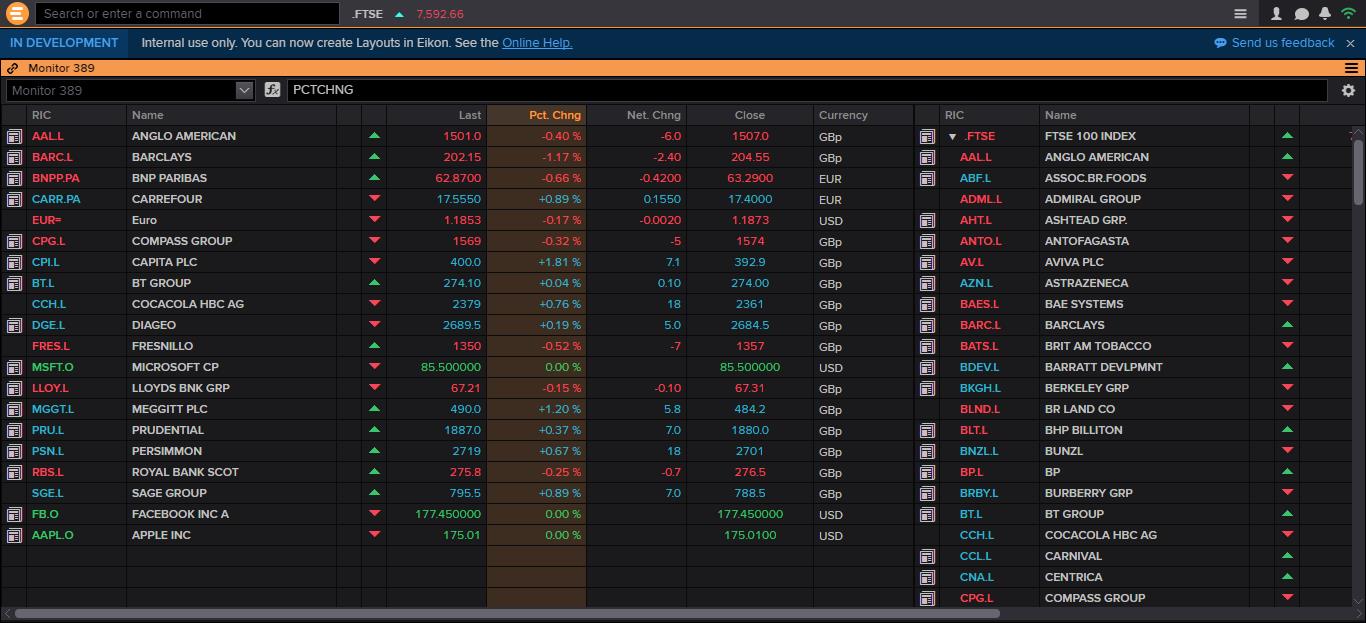 Search or enter a command .FTSE 7,592.66
IN DEVELOPMENT Internal use only. You can now create Layouts in Eikon. See the Online Help. Send us feedback
Monitor 389
Monitor 389 fx PCTCHNG
RIC Name Last Pct. Chng Net. Chng Close Currency RIC Name
AAL.L ANGLO AMERICAN 1501.0 -0.40 % -6.0 1507.0 GBp .FTSE FTSE 100 INDEX
BARC.L BARCLAYS 202.15 -1.17 % -2.40 204.55 GBp AAL.L ANGLO AMERICAN
BNPP.PA BNP PARIBAS 62.8700 -0.66 % -0.4200 63.2900 EUR ABF.L ASSOC.BR.FOODS
CARR.PA CARREFOUR 17.5550 +0.89 % 0.1550 17.4000 EUR ADML.L ADMIRAL GROUP
EUR= Euro 1.1853 -0.17 % -0.0020 1.1873 USD AHT.L ASHTEAD GRP.
CPG.L COMPASS GROUP 1569 -0.32 % -5 1574 GBp ANTO.L ANTOFAGASTA
CPI.L CAPITA PLC 400.0 +1.81 % 7.1 392.9 GBp AV.L AVIVA PLC
BT.L BT GROUP 274.10 +0.04 % 0.10 274.00 GBp AZN.L ASTRAZENECA
CCH.L COCACOLA HBC AG 2379 +0.76 % 18 2361 GBp BAES.L BAE SYSTEMS
DGE.L DIAGEO 2689.5 +0.19 % 5.0 2684.5 GBp BARC.L BARCLAYS
FRES.L FRESNILLO 1350 -0.52 % -7 1357 GBp BATS.L BRIT AM TOBACCO
MSFT.O MICROSOFT CP 85.500000 0.00 % 85.500000 USD BDEV.L BARRATT DEVLPMNT
LLOY.L LLOYDS BNK GRP 67.21 -0.15 % -0.10 67.31 GBp BKGH.L BERKELEY GRP
MGGT.L MEGGITT PLC 490.0 +1.20 % 5.8 484.2 GBp BLND.L BR LAND CO
PRU.L PRUDENTIAL 1887.0 +0.37 % 7.0 1880.0 GBp BLT.L BHP BILLITON
PSN.L PERSIMMON 2719 +0.67 % 18 2701 GBp BNZL.L BUNZL
RBS.L ROYAL BANK SCOT 275.8 -0.25 % -0.7 276.5 GBp BP.L BP
SGE.L SAGE GROUP 795.5 +0.89 % 7.0 788.5 GBp BRBY.L BURBERRY GRP
FB.O FACEBOOK INC A 177.450000 0.00 % 177.450000 USD BT.L BT GROUP
AAPL.O APPLE INC 175.01 0.00 % 175.0100 USD CCH.L COCACOLA HBC AG
CCL.L CARNIVAL
CNA.L CENTRICA
CPG.L COMPASS GROUP